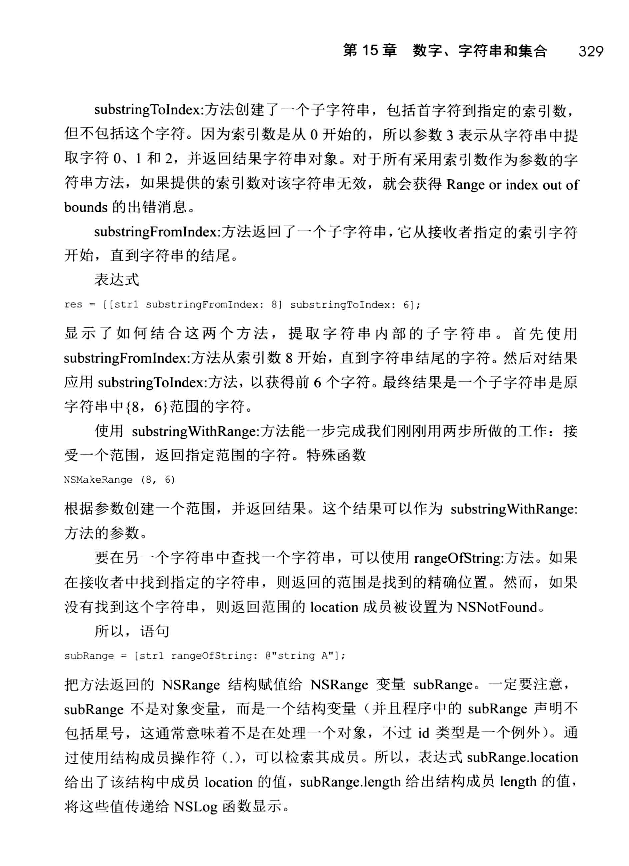 第 15 章 数字、字符串和集合 329
substringToIndex:方法创建了一个子字符串，包括首字符到指定的索引数，
但不包括这个字符。因为索引数是从 0 开始的，所以参数 3 表示从字符串中提
取字符 0、1 和 2，并返回结果字符串对象。对于所有采用索引数作为参数的字
符串方法，如果提供的索引数对该字符串无效，就会获得 Range or index out of
bounds 的出错消息。
substringFromIndex:方法返回了一个子字符串，它从接收者指定的索引字符
开始，直到字符串的结尾。
表达式
res = [[str1 substringFromIndex: 8] substringToIndex: 6];
显示了如何结合这两个方法，提取字符串内部的子字符串。首先使用
substringFromIndex:方法从索引数 8 开始，直到字符串结尾的字符。然后对结果
应用 substringToIndex:方法，以获得前 6 个字符。最终结果是一个子字符串是原
字符串中{8，6}范围的字符。
使用 substringWithRange:方法能一步完成我们刚刚用两步所做的工作：接
受一个范围，返回指定范围的字符。特殊函数
NSMakeRange (8, 6)
根据参数创建一个范围，并返回结果。这个结果可以作为 substringWithRange:
方法的参数。
要在另一个字符串中查找一个字符串，可以使用 rangeOfString:方法。如果
在接收者中找到指定的字符串，则返回的范围是找到的精确位置。然而，如果
没有找到这个字符串，则返回范围的 location 成员被设置为 NSNotFound。
所以，语句
subRange = [str1 rangeOfString: @"string A"];
把方法返回的 NSRange 结构赋值给 NSRange 变量 subRange。一定要注意，
subRange 不是对象变量，而是一个结构变量（并且程序中的 subRange 声明不
包括星号，这通常意味着不是在处理一个对象，不过 id 类型是一个例外）。通
过使用结构成员操作符（.），可以检索其成员。所以，表达式 subRange.location
给出了该结构中成员 location 的值，subRange.length 给出结构成员 length 的值，
将这些值传递给 NSLog 函数显示。